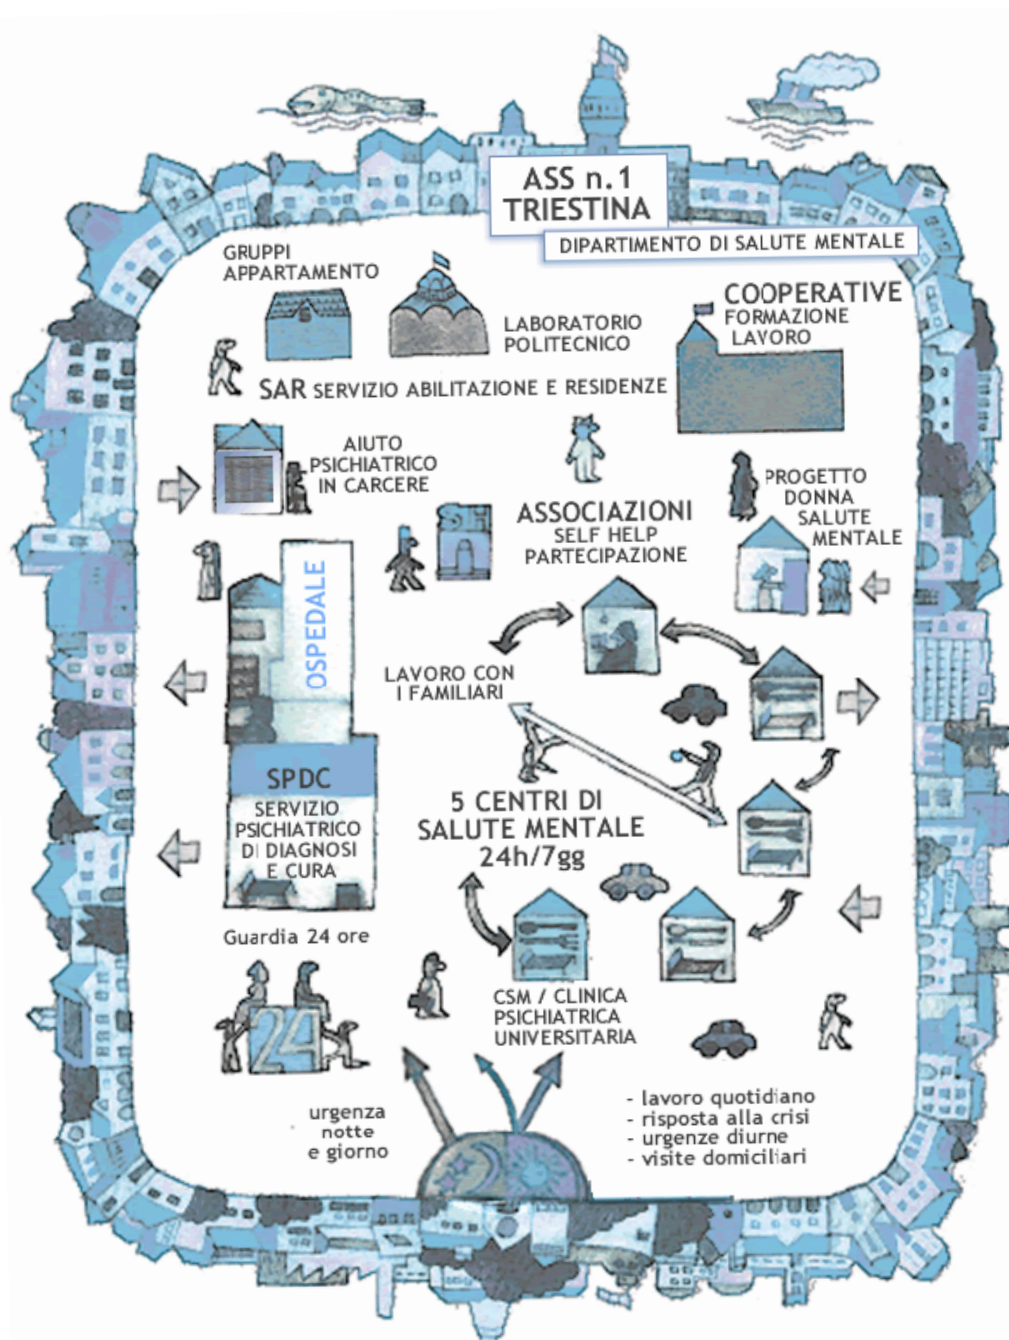 ASS n.1
TRIESTINA
DIPARTIMENTO DI SALUTE MENTALE
GRUPPI
APPARTAMENTO
LABORATORIO
POLITECNICO
COOPERATIVE
FORMAZIONE
LAVORO
SAR SERVIZIO ABILITAZIONE E RESIDENZE
AIUTO
PSICHIATRICO
IN CARCERE
ASSOCIAZIONI
SELF HELP
PARTECIPAZIONE
PROGETTO
DONNA
SALUTE
MENTALE
SH
OSPEDALE
LAVORO CON
I FAMILIARI
SPDC
SERVIZIO
PSICHIATRICO
DI DIAGNOSI
E CURA
5 CENTRI DI
SALUTE MENTALE
24h/7gg
Guardia 24 ore
24
CSM / CLINICA
PSICHIATRICA
UNIVERSITARIA
urgenza
notte
e giorno
- lavoro quotidiano
- risposta alla crisi
- urgenze diurne
- visite domiciliari